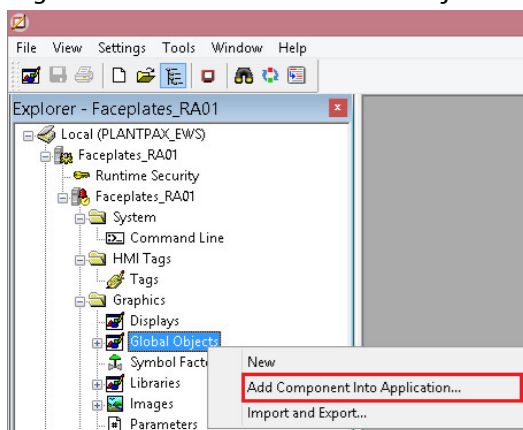 File View Settings Tools Window Help
Explorer - Faceplates_RA01
Local (PLANTPAX_EWS)
Faceplates_RA01
Runtime Security
Faceplates_RA01
System
Command Line
HMI Tags
Tags
Graphics
Displays
Global Objects
Symbol Facto
Libraries
Images
Parameters
New
Add Component Into Application...
Import and Export...